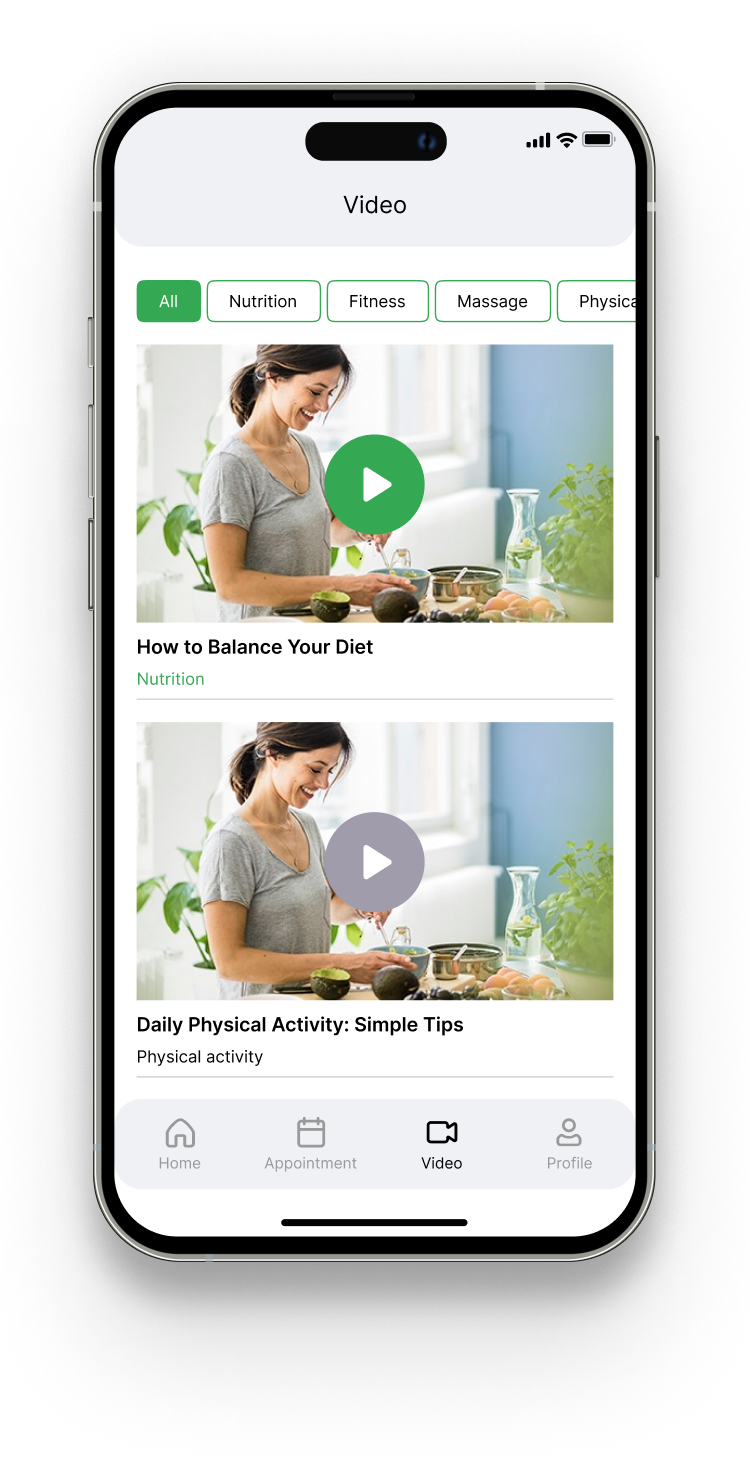 Video
All Nutrition Fitness Massage Physica
How to Balance Your Diet
Nutrition
Daily Physical Activity: Simple Tips
Physical activity
Home Appointment Video Profile